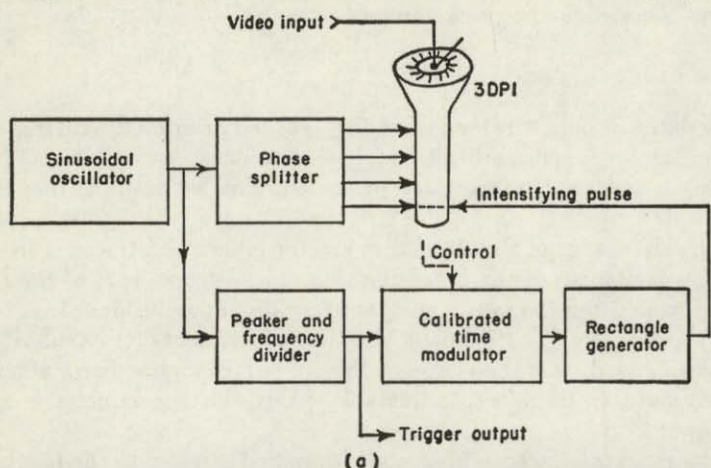 Video input
3DPI
Sinusoidal
oscillator
Phase
splitter
Intensifying pulse
Control
Peaker and
frequency
divider
Calibrated
time
modulator
Rectangle
generator
Trigger output
(a)